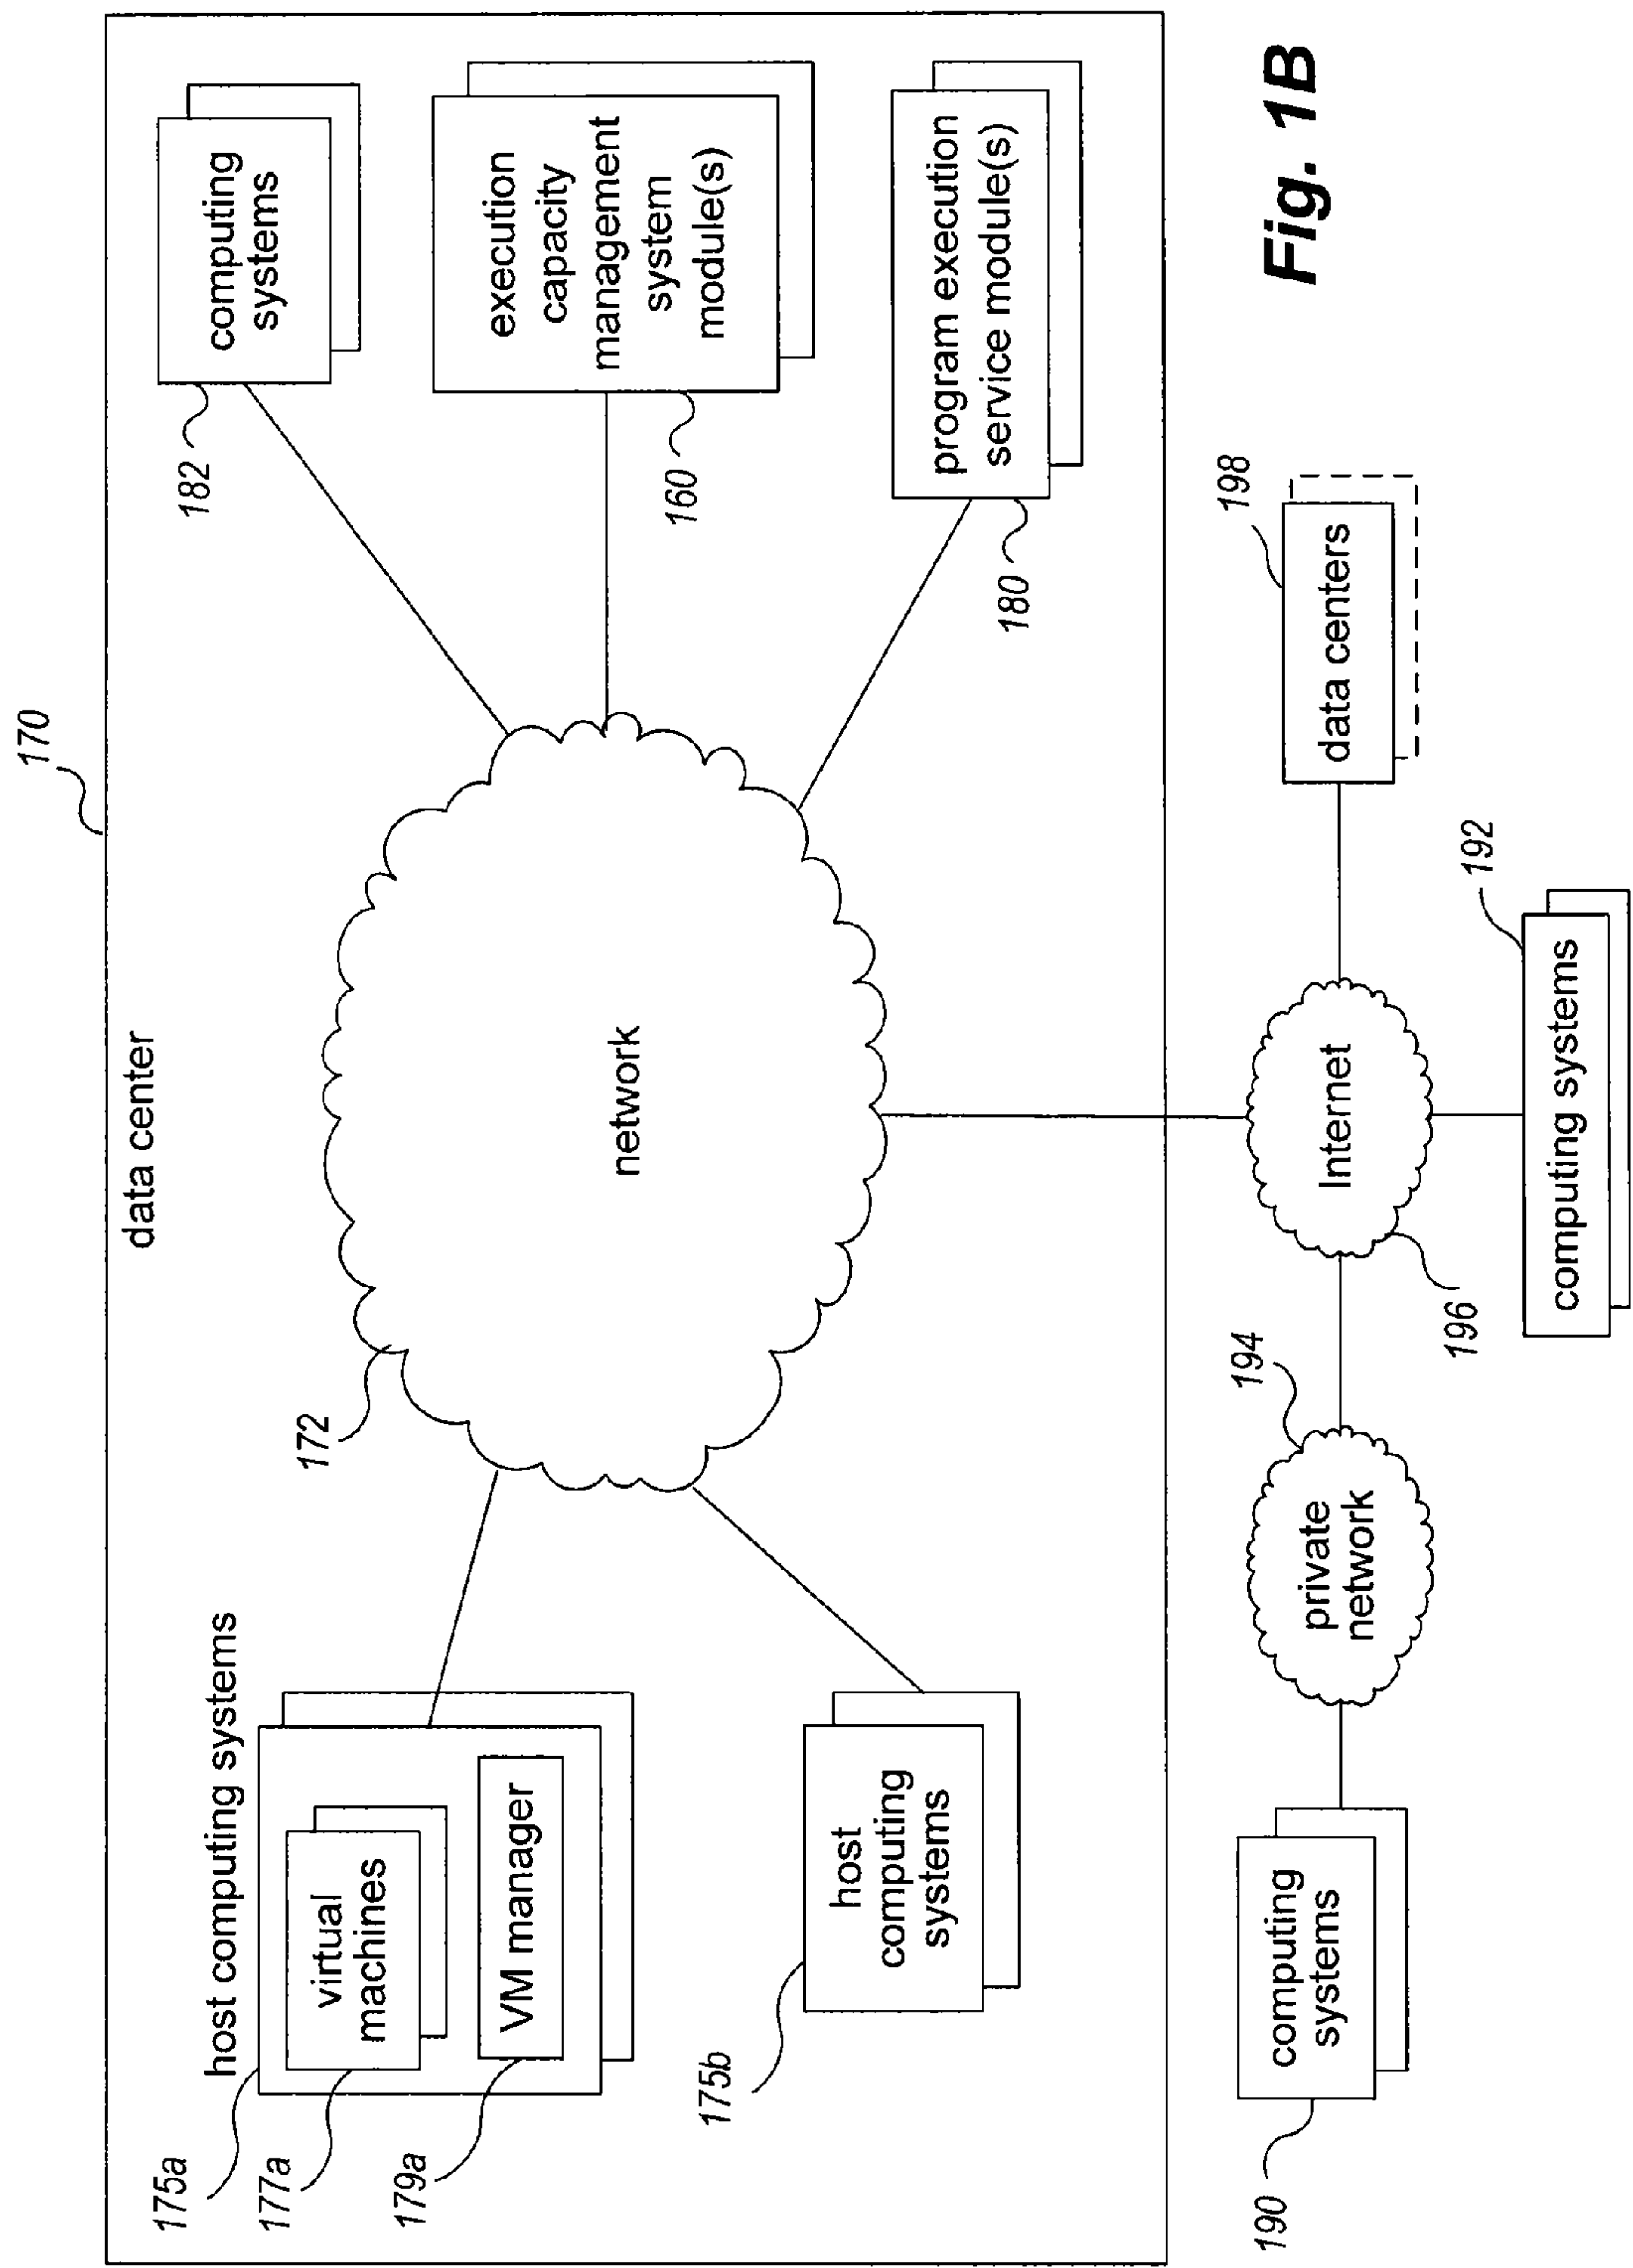 170
data center
host computing systems
175a
virtual
machines
177a
VM manager
179a
host
computing
systems
175b
172
network
computing
systems
182
execution
capacity
management
system
module(s)
160
program execution
service module(s)
180
computing
systems
190
private
network
194
Internet
196
computing systems
192
data centers
198
Fig. 1B